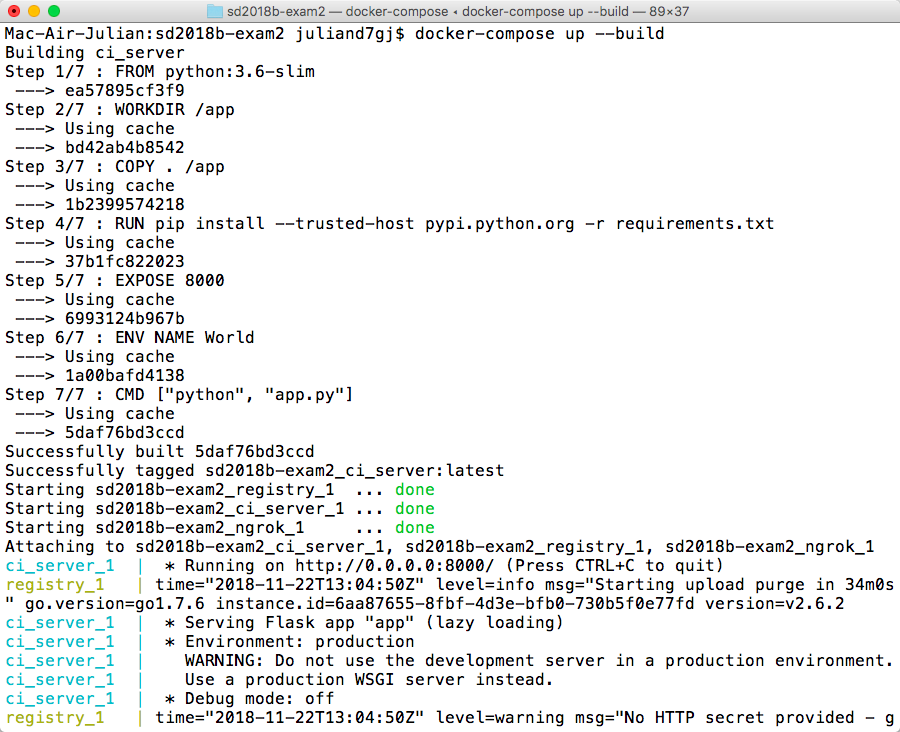 sd2018b-exam2 — docker-compose ◂ docker-compose up --build — 89×37
Mac-Air-Julian:sd2018b-exam2 juliand7gj$ docker-compose up --build
Building ci_server
Step 1/7 : FROM python:3.6-slim
 ---> ea57895cf3f9
Step 2/7 : WORKDIR /app
 ---> Using cache
 ---> bd42ab4b8542
Step 3/7 : COPY . /app
 ---> Using cache
 ---> 1b2399574218
Step 4/7 : RUN pip install --trusted-host pypi.python.org -r requirements.txt
 ---> Using cache
 ---> 37b1fc822023
Step 5/7 : EXPOSE 8000
 ---> Using cache
 ---> 6993124b967b
Step 6/7 : ENV NAME World
 ---> Using cache
 ---> 1a00bafd4138
Step 7/7 : CMD ["python", "app.py"]
 ---> Using cache
 ---> 5daf76bd3ccd
Successfully built 5daf76bd3ccd
Successfully tagged sd2018b-exam2_ci_server:latest
Starting sd2018b-exam2_registry_1  ... done
Starting sd2018b-exam2_ci_server_1 ... done
Starting sd2018b-exam2_ngrok_1     ... done
Attaching to sd2018b-exam2_ci_server_1, sd2018b-exam2_registry_1, sd2018b-exam2_ngrok_1
ci_server_1  |  * Running on http://0.0.0.0:8000/ (Press CTRL+C to quit)
registry_1   | time="2018-11-22T13:04:50Z" level=info msg="Starting upload purge in 34m0s
" go.version=go1.7.6 instance.id=6aa87655-8fbf-4d3e-bfb0-730b5f0e77fd version=v2.6.2
ci_server_1  |  * Serving Flask app "app" (lazy loading)
ci_server_1  |  * Environment: production
ci_server_1  |    WARNING: Do not use the development server in a production environment.
ci_server_1  |    Use a production WSGI server instead.
ci_server_1  |  * Debug mode: off
registry_1   | time="2018-11-22T13:04:50Z" level=warning msg="No HTTP secret provided - g